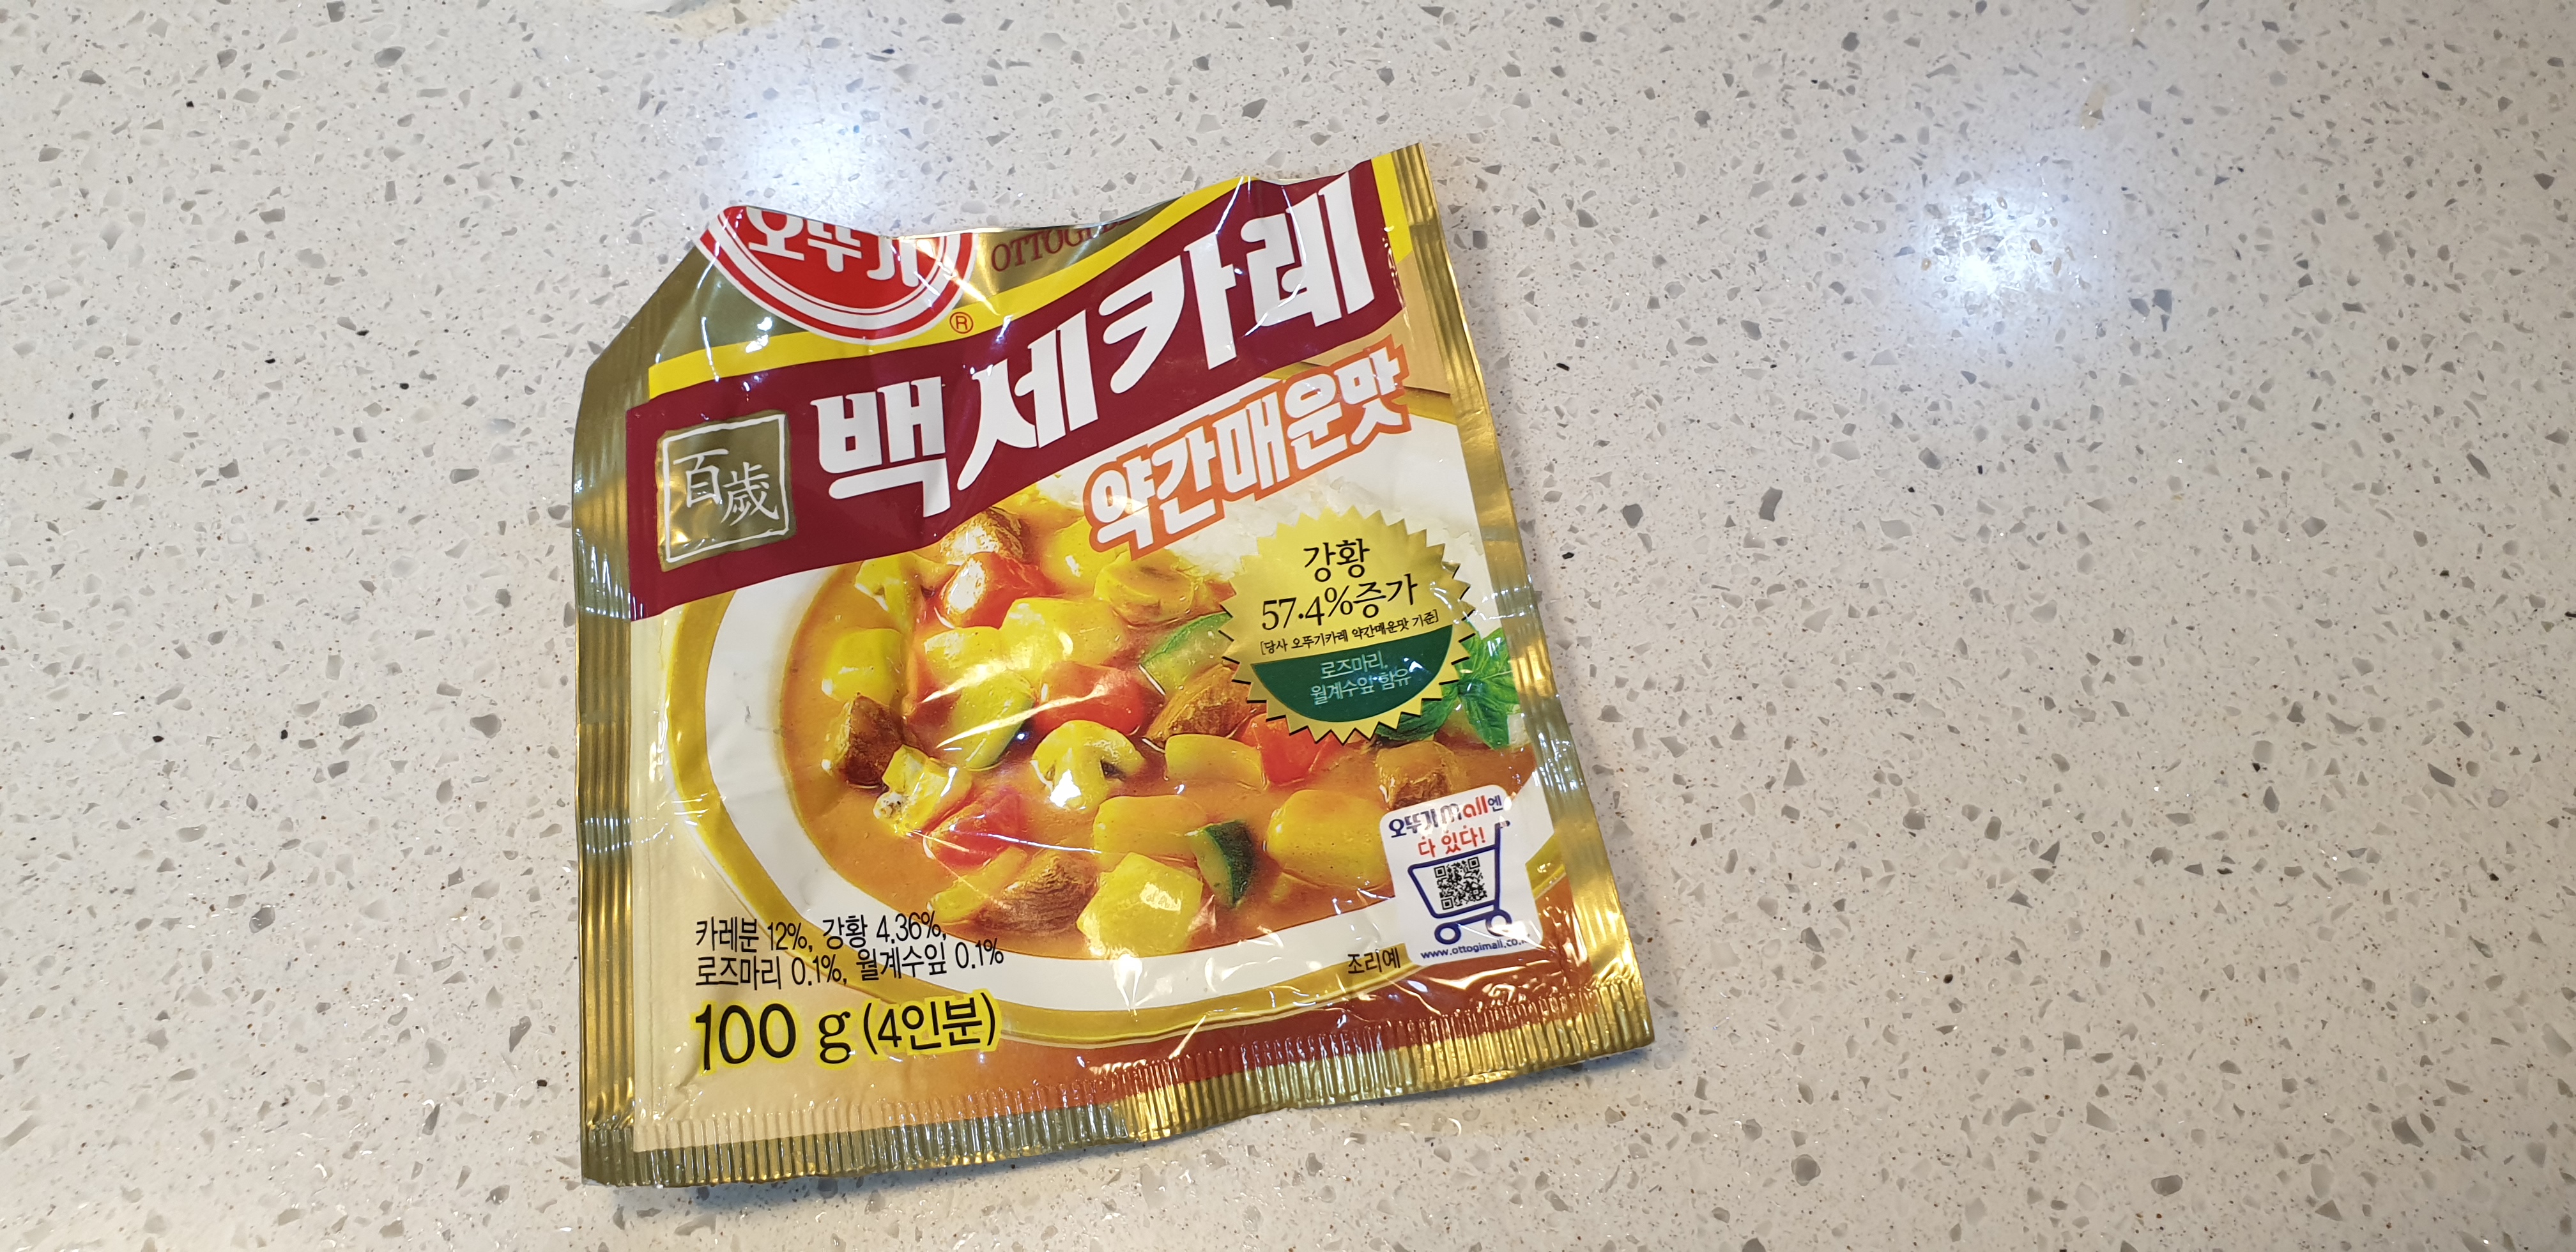 오뚜기
OTTOGI
®
백세카레
百歲
약간매운맛
강황
57.4%증가
[당사 오뚜기카레 약간매운맛 기준]
로즈마리,
월계수잎 함유
오뚜기mall엔
다 있다!
www.ottogimall.co.
카레분 12%, 강황 4.36%,
로즈마리 0.1%, 월계수잎 0.1%
조리예
100 g (4인분)